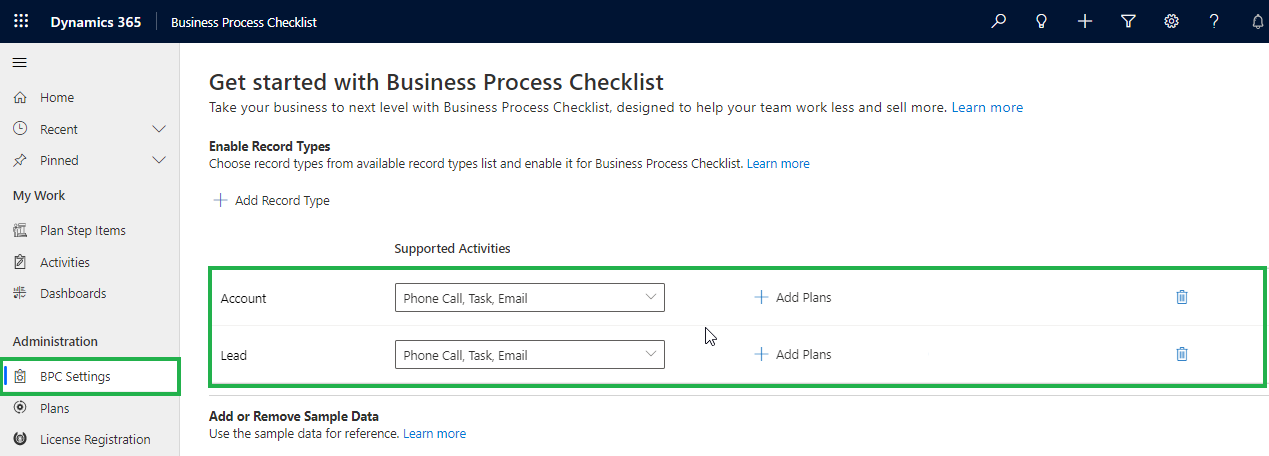 Dynamics 365 Business Process Checklist
Get started with Business Process Checklist
Take your business to next level with Business Process Checklist, designed to help your team work less and sell more. Learn more
Home
Recent
Pinned
My Work
Plan Step Items
Activities
Dashboards
Administration
BPC Settings
Plans
License Registration
Enable Record Types
Choose record types from available record types list and enable it for Business Process Checklist. Learn more
Add Record Type
Supported Activities
Account Phone Call, Task, Email Add Plans
Lead Phone Call, Task, Email Add Plans
Add or Remove Sample Data
Use the sample data for reference. Learn more